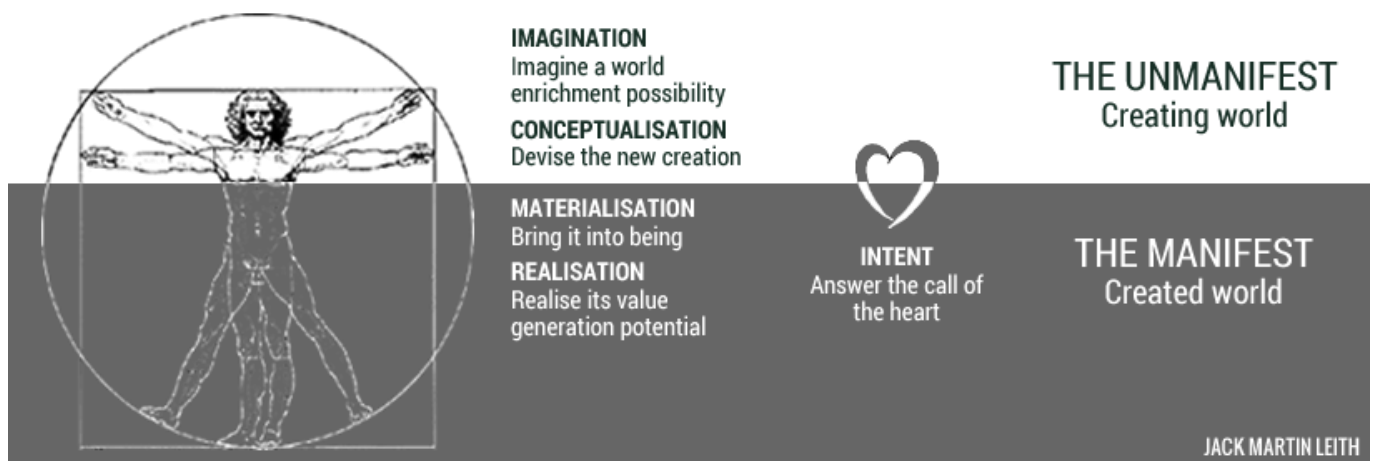 IMAGINATION
Imagine a world
enrichment possibility
CONCEPTUALISATION
Devise the new creation
MATERIALISATION
Bring it into being
REALISATION
Realise its value
generation potential
INTENT
Answer the call of
the heart
THE UNMANIFEST
Creating world
THE MANIFEST
Created world
JACK MARTIN LEITH